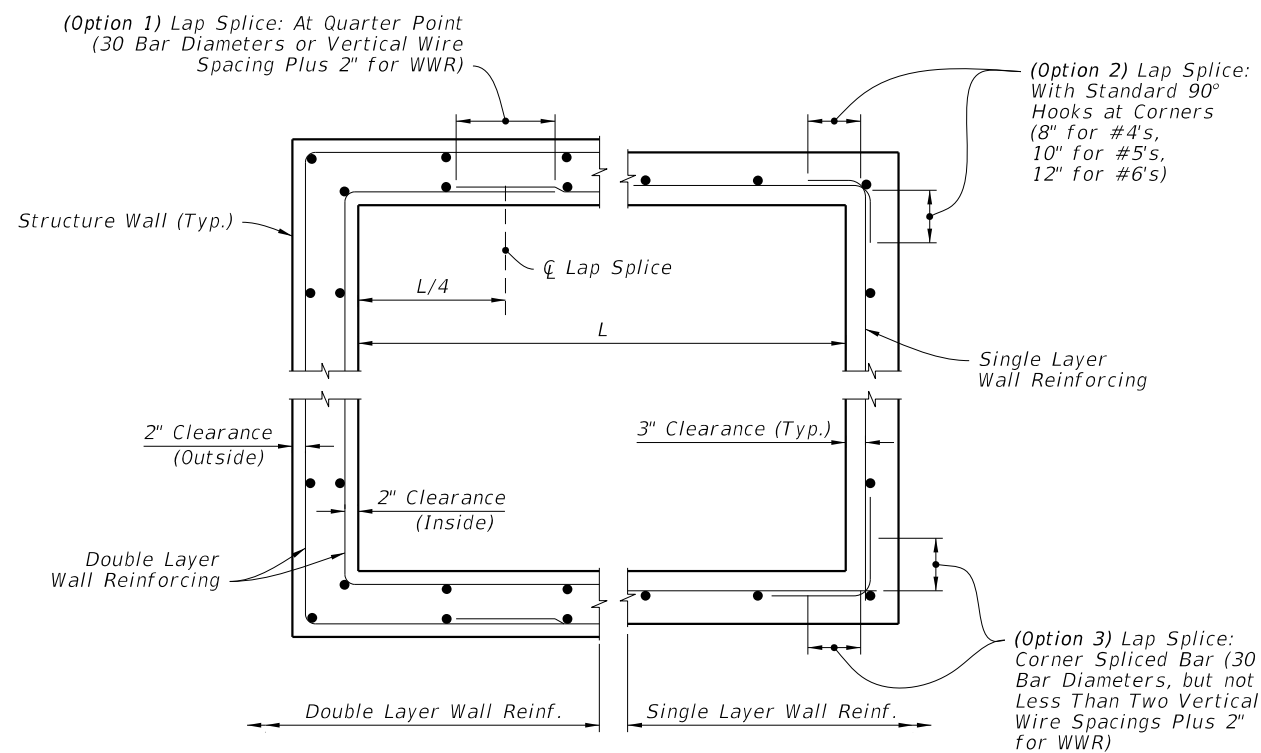 (Option 1) Lap Splice: At Quarter Point
(30 Bar Diameters or Vertical Wire
Spacing Plus 2" for WWR)
(Option 2) Lap Splice:
With Standard 90°
Hooks at Corners
(8" for #4's,
10" for #5's,
12" for #6's)
Structure Wall (Typ.)
℄ Lap Splice
L/4
L
Single Layer
Wall Reinforcing
2" Clearance
(Outside)
3" Clearance (Typ.)
2" Clearance
(Inside)
Double Layer
Wall Reinforcing
(Option 3) Lap Splice:
Corner Spliced Bar (30
Bar Diameters, but not
Less Than Two Vertical
Wire Spacings Plus 2"
for WWR)
Double Layer Wall Reinf.
Single Layer Wall Reinf.